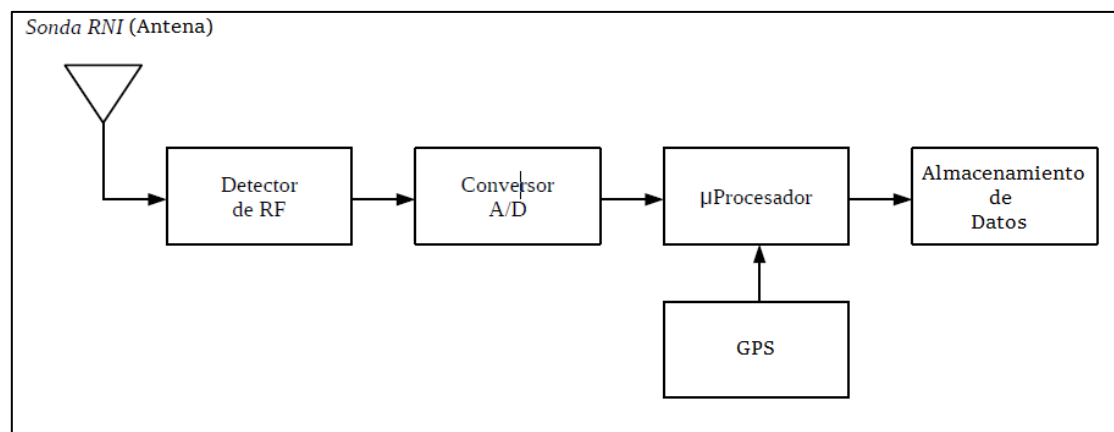 Sonda RNI (Antena)
Detector
de RF
Conversor
A/D
µProcesador
Almacenamiento
de
Datos
GPS